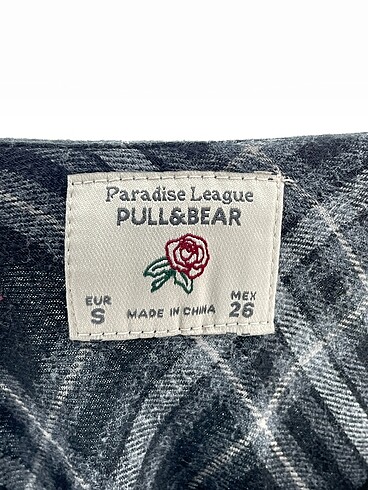 Paradise League
PULL&BEAR
EUR
S
MADE IN CHINA
MEX
26